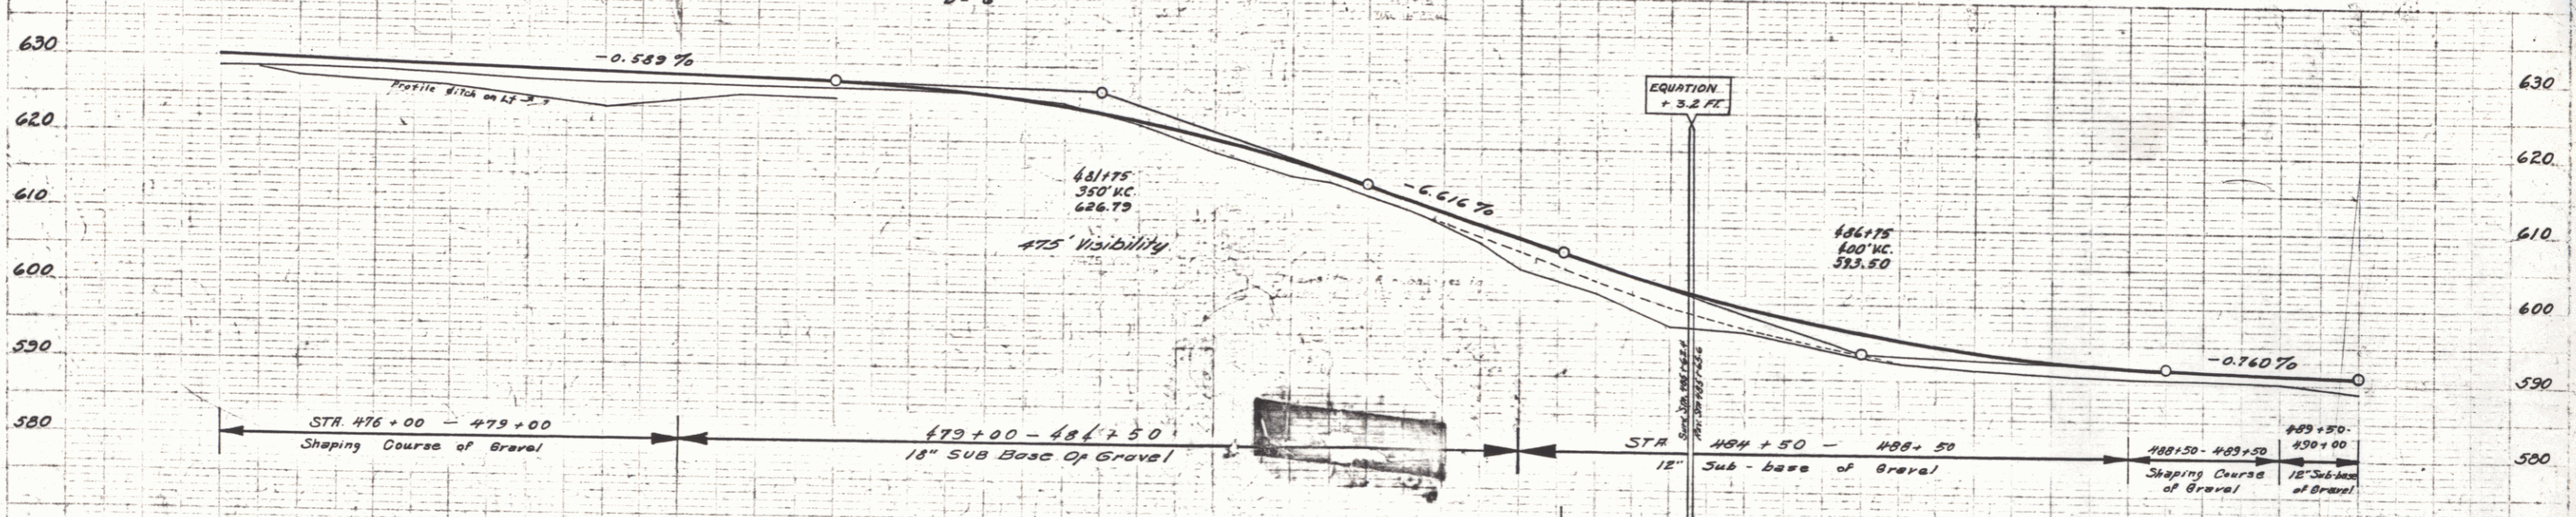 630
620
610
600
590
580
-0.589 %
Profile ditch on Lt
481+75
350' V.C.
626.79
475' Visibility
-6.616 %
EQUATION
+ 3.2 FT.
486+75
400' V.C.
593.50
-0.760 %
630
620
610
600
590
580
STA. 476 + 00 — 479 + 00
Shaping Course of Gravel
479 + 00 - 484 + 50
18" SUB Base Of Gravel
STA 484 + 50 — 488 + 50
12" Sub - base of Gravel
488+50 - 489+50
Shaping Course
of Gravel
489+50-
490+00
12" Sub-base
of Gravel